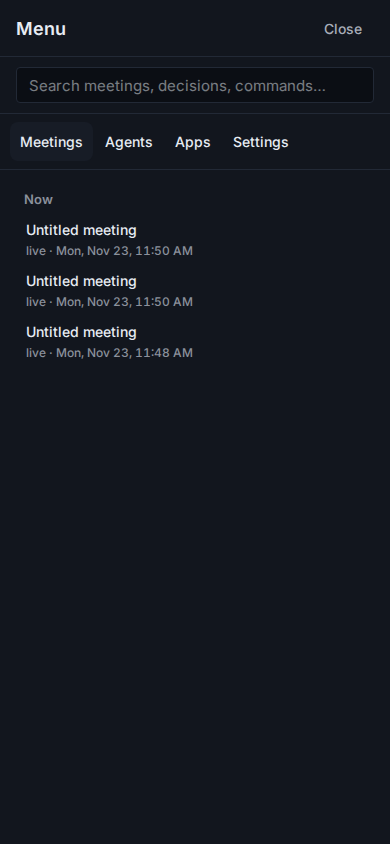 Menu
Close
Search meetings, decisions, commands...
Meetings
Agents
Apps
Settings
Now
Untitled meeting
live · Mon, Nov 23, 11:50 AM
Untitled meeting
live · Mon, Nov 23, 11:50 AM
Untitled meeting
live · Mon, Nov 23, 11:48 AM